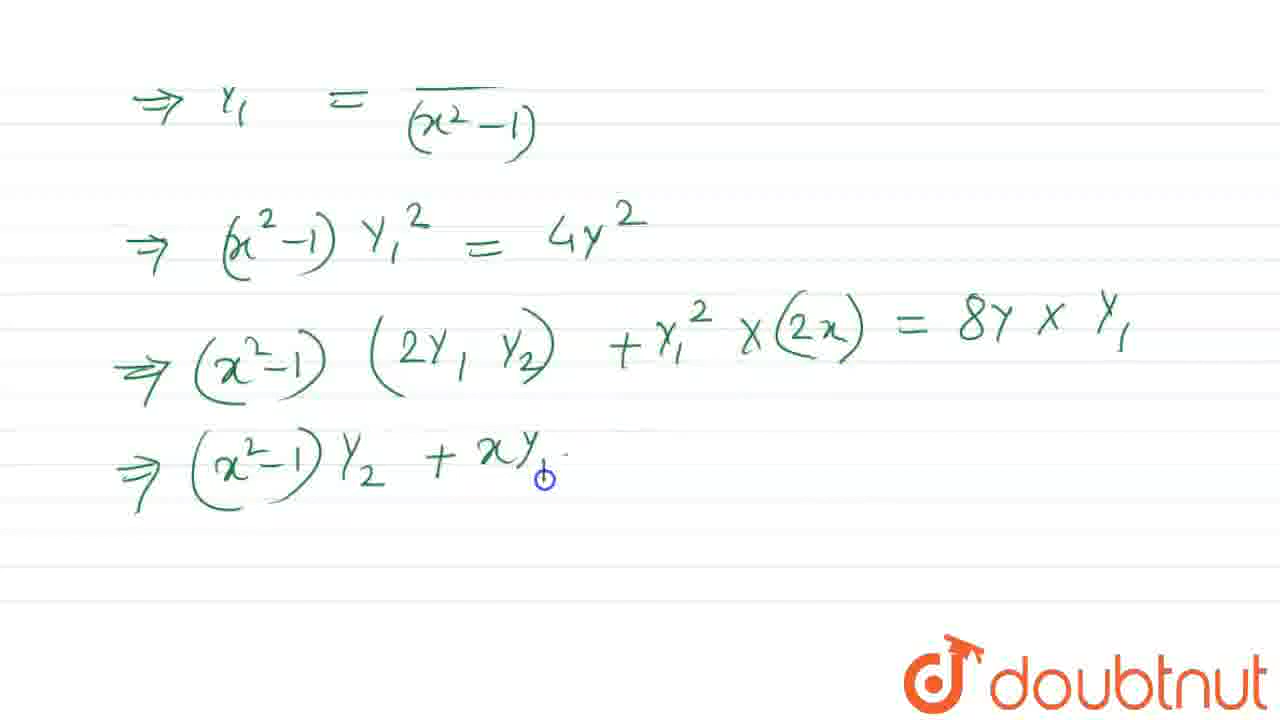 ⇒ Y₁ = ‾(x² − 1)
⇒ (x² − 1) Y₁² = 4y²
⇒ (x² − 1) (2Y₁ Y₂) + Y₁² × (2x) = 8Y × Y₁
⇒ (x² − 1) Y₂ + xY₁
doubtnut